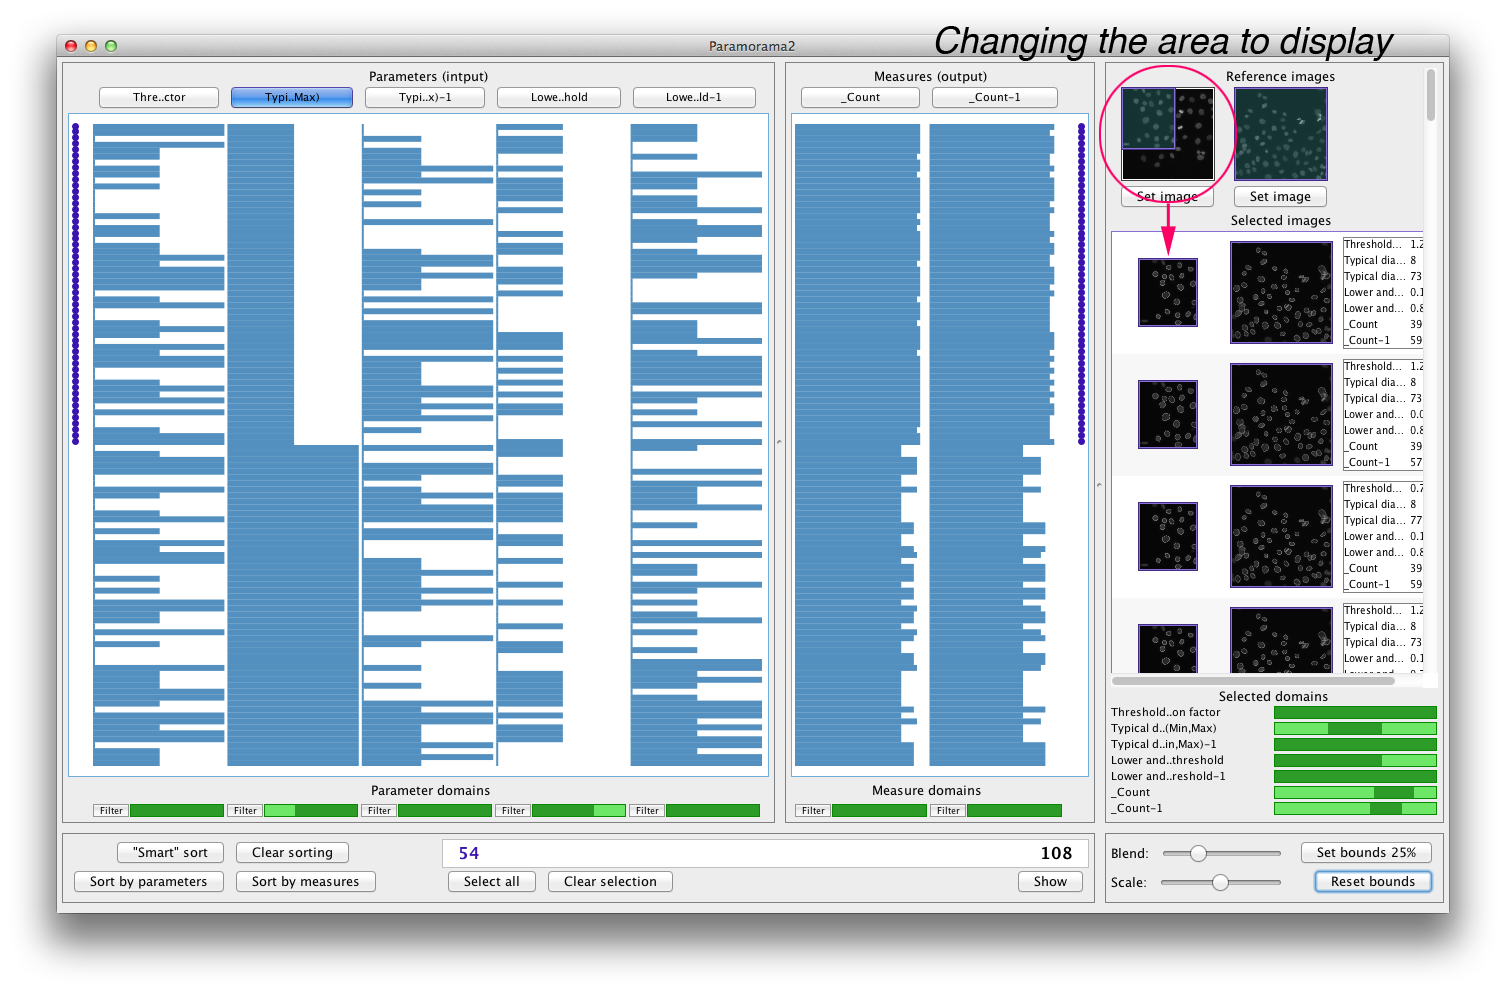 Changing the area to display
Paramorama2
Parameters (intput)
Thre..ctor
Typi..Max)
Typi..x)-1
Lowe..hold
Lowe..ld-1
Measures (output)
_Count
_Count-1
Reference images
Set image
Set image
Selected images
Threshold... 1.2
Typical dia... 8
Typical dia... 73
Lower and... 0.1
Lower and... 0.8
_Count 39
_Count-1 59
Threshold... 1.2
Typical dia... 8
Typical dia... 73
Lower and... 0.0
Lower and... 0.8
_Count 39
_Count-1 57
Threshold... 0.7
Typical dia... 8
Typical dia... 77
Lower and... 0.1
Lower and... 0.8
_Count 39
_Count-1 59
Threshold... 1.2
Typical dia... 8
Typical dia... 73
Lower and... 0.1
Selected domains
Threshold..on factor
Typical d..(Min,Max)
Typical d..in,Max)-1
Lower and..threshold
Lower and..reshold-1
_Count
_Count-1
Parameter domains
Filter
Filter
Filter
Filter
Filter
Measure domains
Filter
Filter
"Smart" sort
Clear sorting
Sort by parameters
Sort by measures
54
108
Select all
Clear selection
Show
Blend:
Set bounds 25%
Scale:
Reset bounds